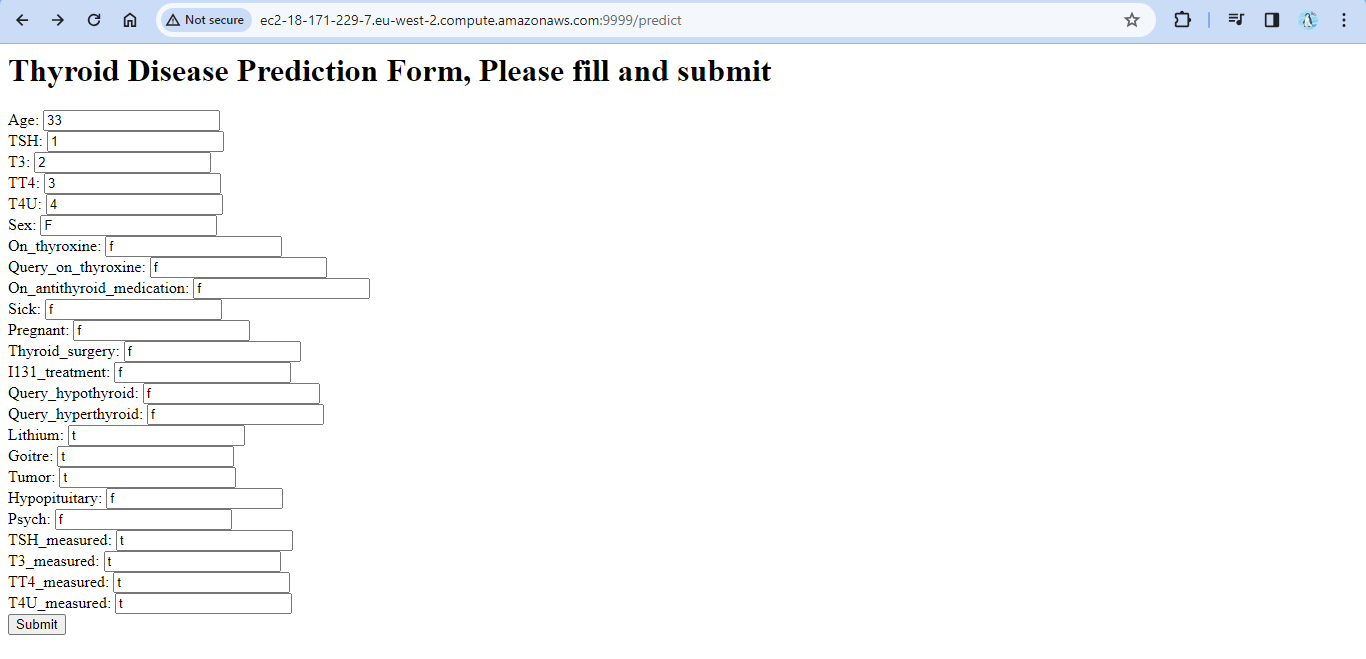 Not secure ec2-18-171-229-7.eu-west-2.compute.amazonaws.com:9999/predict
Thyroid Disease Prediction Form, Please fill and submit
Age: 33
TSH: 1
T3: 2
TT4: 3
T4U: 4
Sex: F
On_thyroxine: f
Query_on_thyroxine: f
On_antithyroid_medication: f
Sick: f
Pregnant: f
Thyroid_surgery: f
I131_treatment: f
Query_hypothyroid: f
Query_hyperthyroid: f
Lithium: t
Goitre: t
Tumor: t
Hypopituitary: f
Psych: f
TSH_measured: t
T3_measured: t
TT4_measured: t
T4U_measured: t
Submit